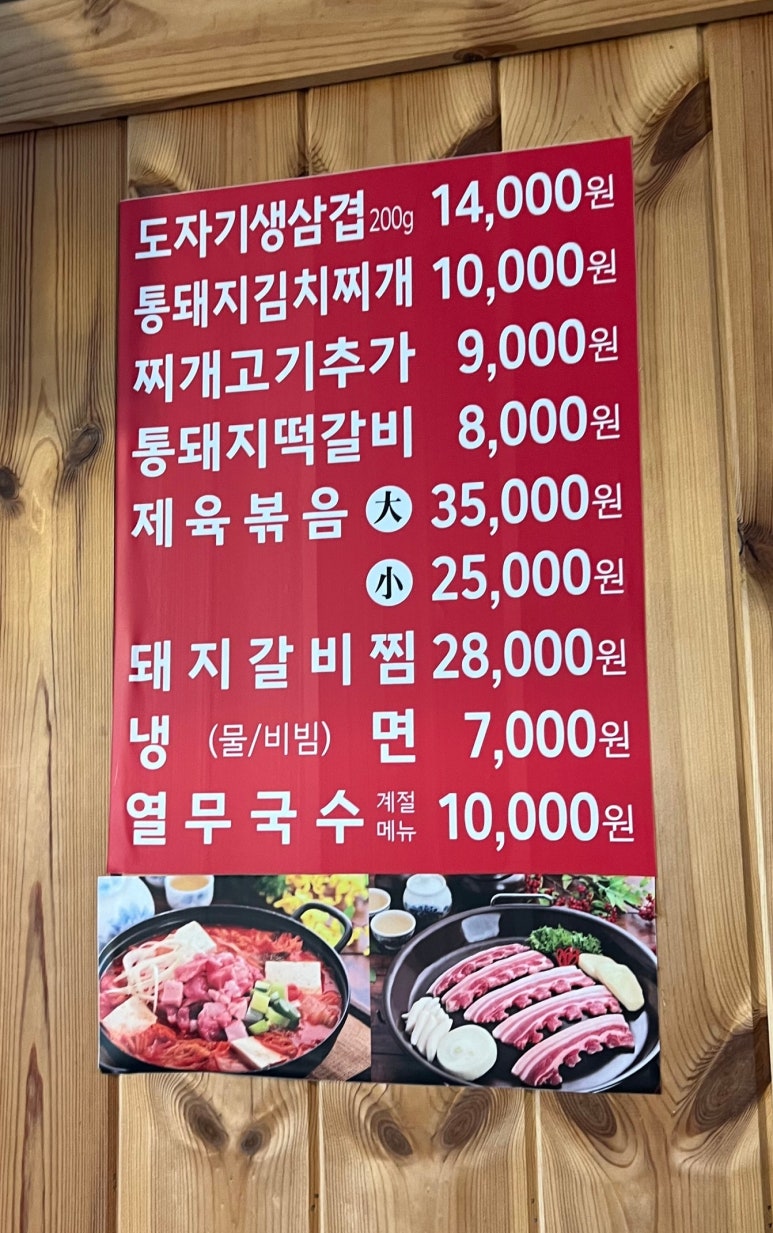 도자기생삼겹 200g 14,000원
통돼지김치찌개 10,000원
찌개고기추가 9,000원
통돼지떡갈비 8,000원
제육볶음 大 35,000원
小 25,000원
돼지갈비찜 28,000원
냉 (물/비빔) 면 7,000원
열무국수 계절메뉴 10,000원